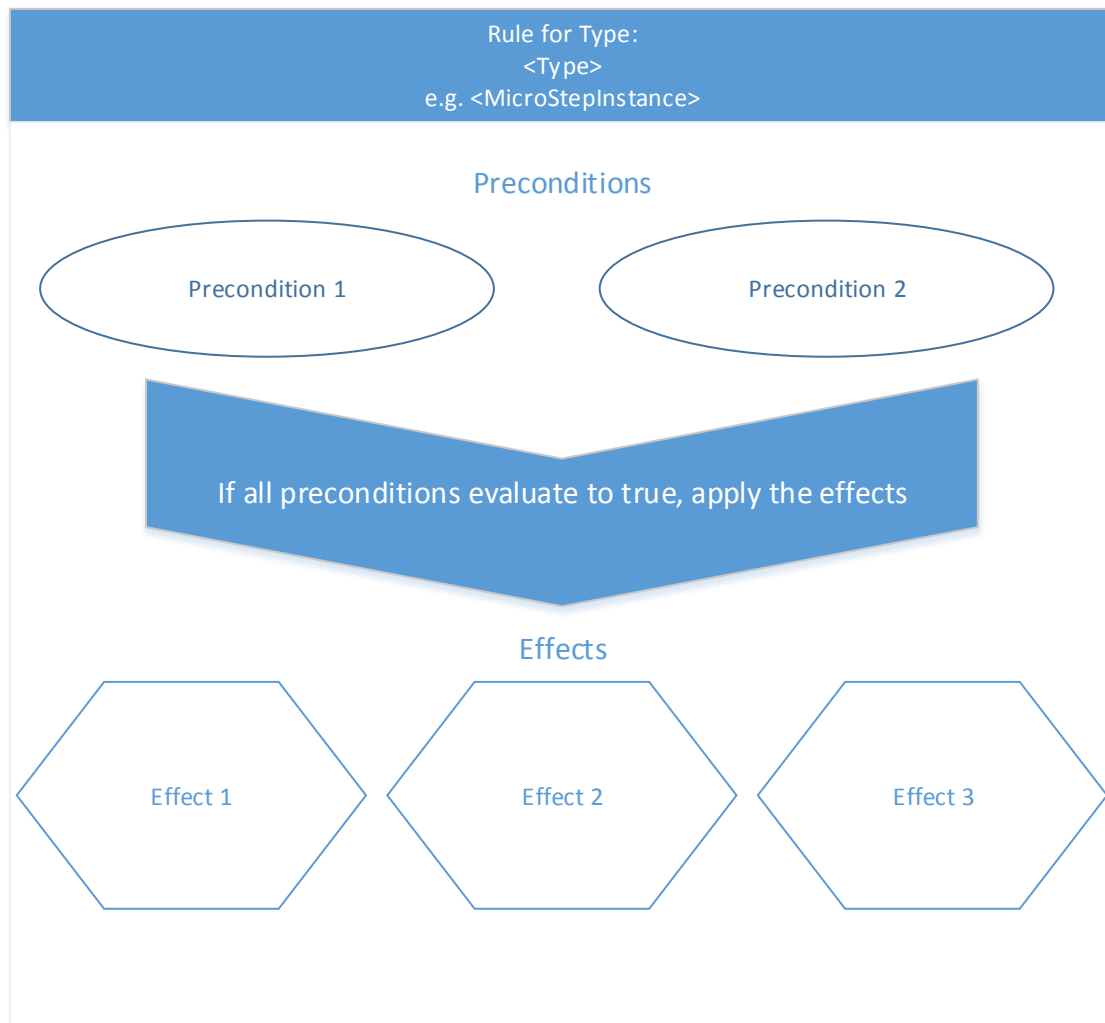 Rule for Type:
<Type>
e.g. <MicroStepInstance>
Preconditions
Precondition 1
Precondition 2
If all preconditions evaluate to true, apply the effects
Effects
Effect 1
Effect 2
Effect 3